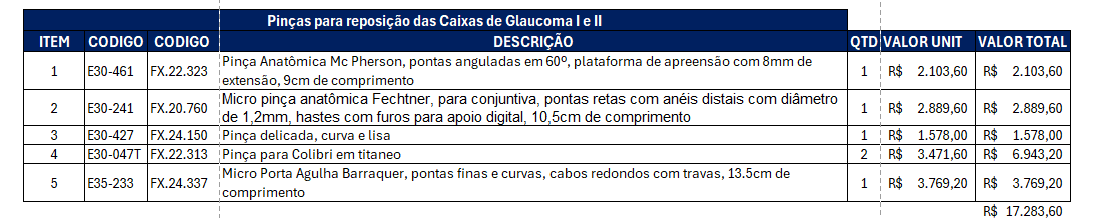 Pinças para reposição das Caixas de Glaucoma I e II
ITEM CODIGO CODIGO DESCRIÇÃO QTD VALOR UNIT VALOR TOTAL
1 E30-461 FX.22.323 Pinça Anatômica Mc Pherson, pontas anguladas em 60º, plataforma de apreensão com 8mm de extensão, 9cm de comprimento 1 R$ 2.103,60 R$ 2.103,60
2 E30-241 FX.20.760 Micro pinça anatômica Fechtner, para conjuntiva, pontas retas com anéis distais com diâmetro de 1,2mm, hastes com furos para apoio digital, 10,5cm de comprimento 1 R$ 2.889,60 R$ 2.889,60
3 E30-427 FX.24.150 Pinça delicada, curva e lisa 1 R$ 1.578,00 R$ 1.578,00
4 E30-047T FX.22.313 Pinça para Colibri em titaneo 2 R$ 3.471,60 R$ 6.943,20
5 E35-233 FX.24.337 Micro Porta Agulha Barraquer, pontas finas e curvas, cabos redondos com travas, 13.5cm de comprimento 1 R$ 3.769,20 R$ 3.769,20
R$ 17.283,60